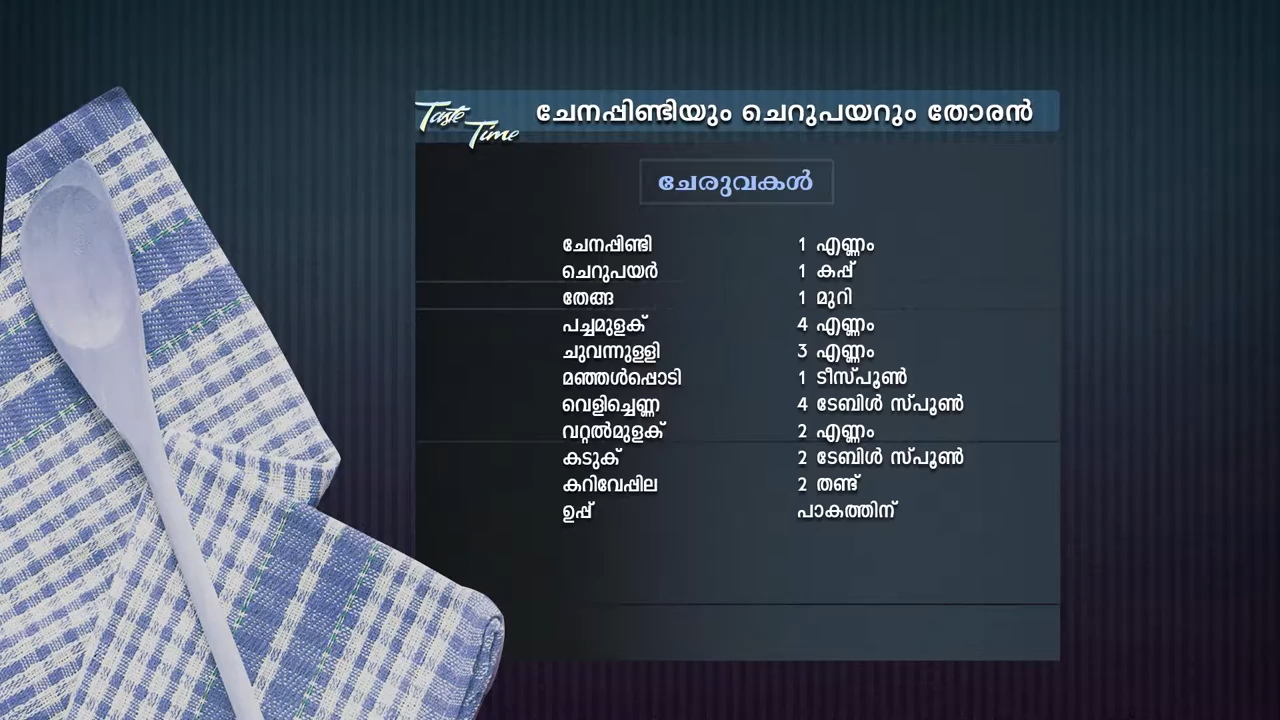 Taste Time
ചേനപ്പിണ്ടിയും ചെറുപയറും തോരൻ
ചേരുവകൾ
ചേനപ്പിണ്ടി 1 എണ്ണം
ചെറുപയർ 1 കപ്പ്
തേങ്ങ 1 മുറി
പച്ചമുളക് 4 എണ്ണം
ചുവന്നുള്ളി 3 എണ്ണം
മഞ്ഞൾപ്പൊടി 1 ടീസ്പൂൺ
വെളിച്ചെണ്ണ 4 ടേബിൾ സ്പൂൺ
വറ്റൽമുളക് 2 എണ്ണം
കടുക് 2 ടേബിൾ സ്പൂൺ
കറിവേപ്പില 2 തണ്ട്
ഉപ്പ് പാകത്തിന്